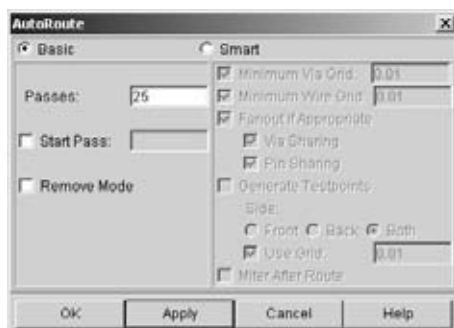 AutoRoute
Basic
Smart
Passes: 25
Start Pass:
Remove Mode
Minimum Via Grid: 0.01
Minimum Wire Grid: 0.01
Fanout If Appropriate
Via Sharing
Pin Sharing
Generate Testpoints
Side:
Front Back Both
Use Grid: 0.01
Miter After Route
OK Apply Cancel Help